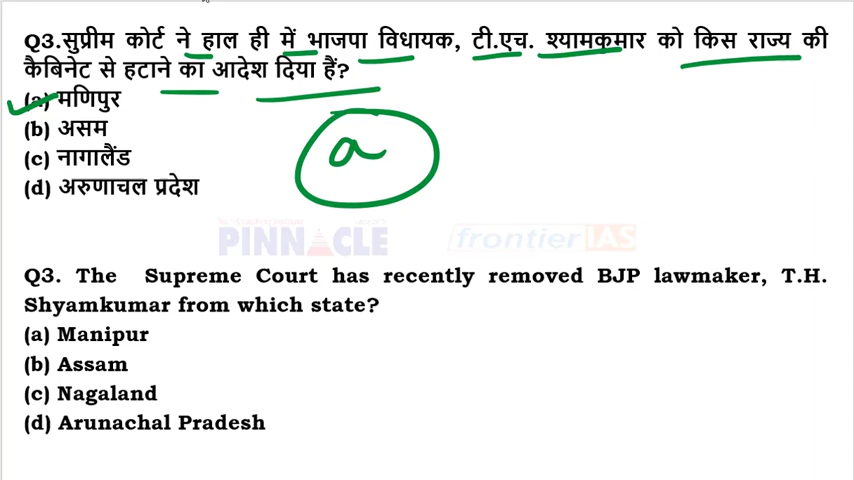 Q3.सुप्रीम कोर्ट ने हाल ही में भाजपा विधायक, टी.एच. श्यामकुमार को किस राज्य की
कैबिनेट से हटाने का आदेश दिया हैं?
(a) मणिपुर
(b) असम
(c) नागालैंड
(d) अरुणाचल प्रदेश
a
PINNACLE frontier IAS
Q3. The Supreme Court has recently removed BJP lawmaker, T.H.
Shyamkumar from which state?
(a) Manipur
(b) Assam
(c) Nagaland
(d) Arunachal Pradesh